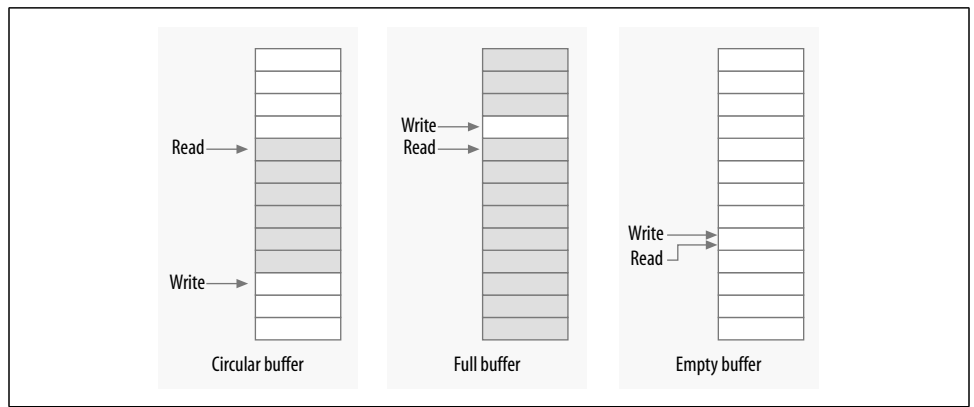 Read
Write
Circular buffer
Write
Read
Full buffer
Write
Read
Empty buffer